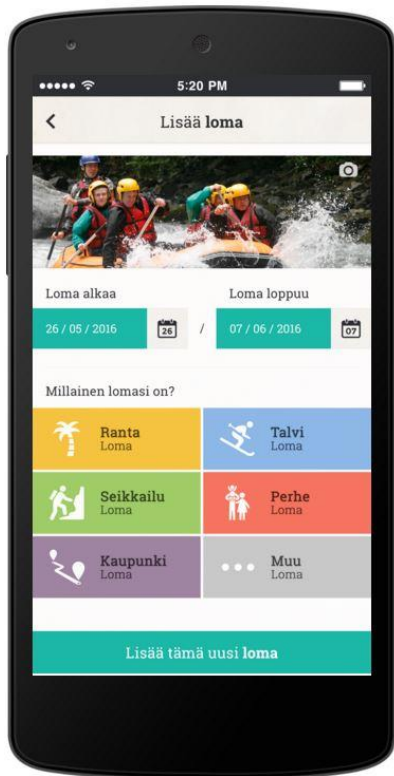 5:20 PM
Lisää loma
Loma alkaa
Loma loppuu
26 / 05 / 2016
26
/
07 / 06 / 2016
07
Millainen lomasi on?
Ranta
Loma
Talvi
Loma
Seikkailu
Loma
Perhe
Loma
Kaupunki
Loma
Muu
Loma
Lisää tämä uusi loma